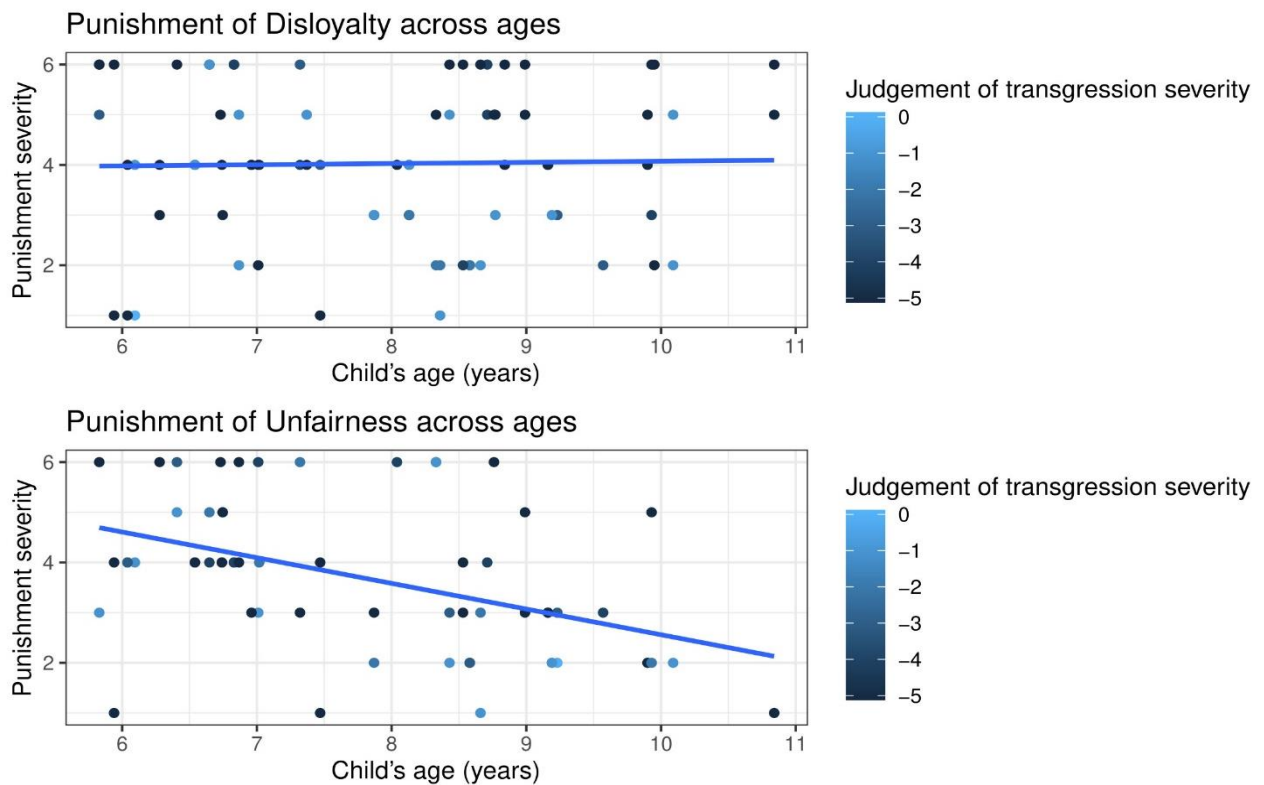 Punishment of Disloyalty across ages
6
4
2
Punishment severity
6 7 8 9 10 11
Child's age (years)
Judgement of transgression severity
0
−1
−2
−3
−4
−5
Punishment of Unfairness across ages
6
4
2
Punishment severity
6 7 8 9 10 11
Child's age (years)
Judgement of transgression severity
0
−1
−2
−3
−4
−5